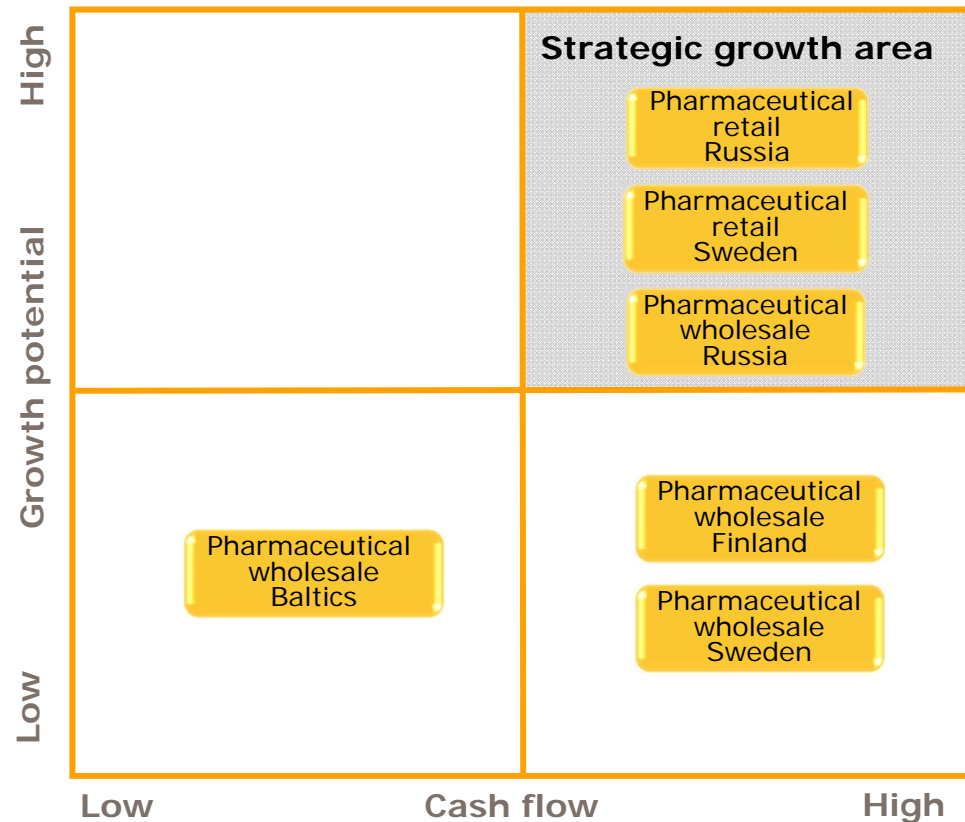 High
Growth potential
Low
Strategic growth area
Pharmaceutical
retail
Russia
Pharmaceutical
retail
Sweden
Pharmaceutical
wholesale
Russia
Pharmaceutical
wholesale
Baltics
Pharmaceutical
wholesale
Finland
Pharmaceutical
wholesale
Sweden
Low
Cash flow
High